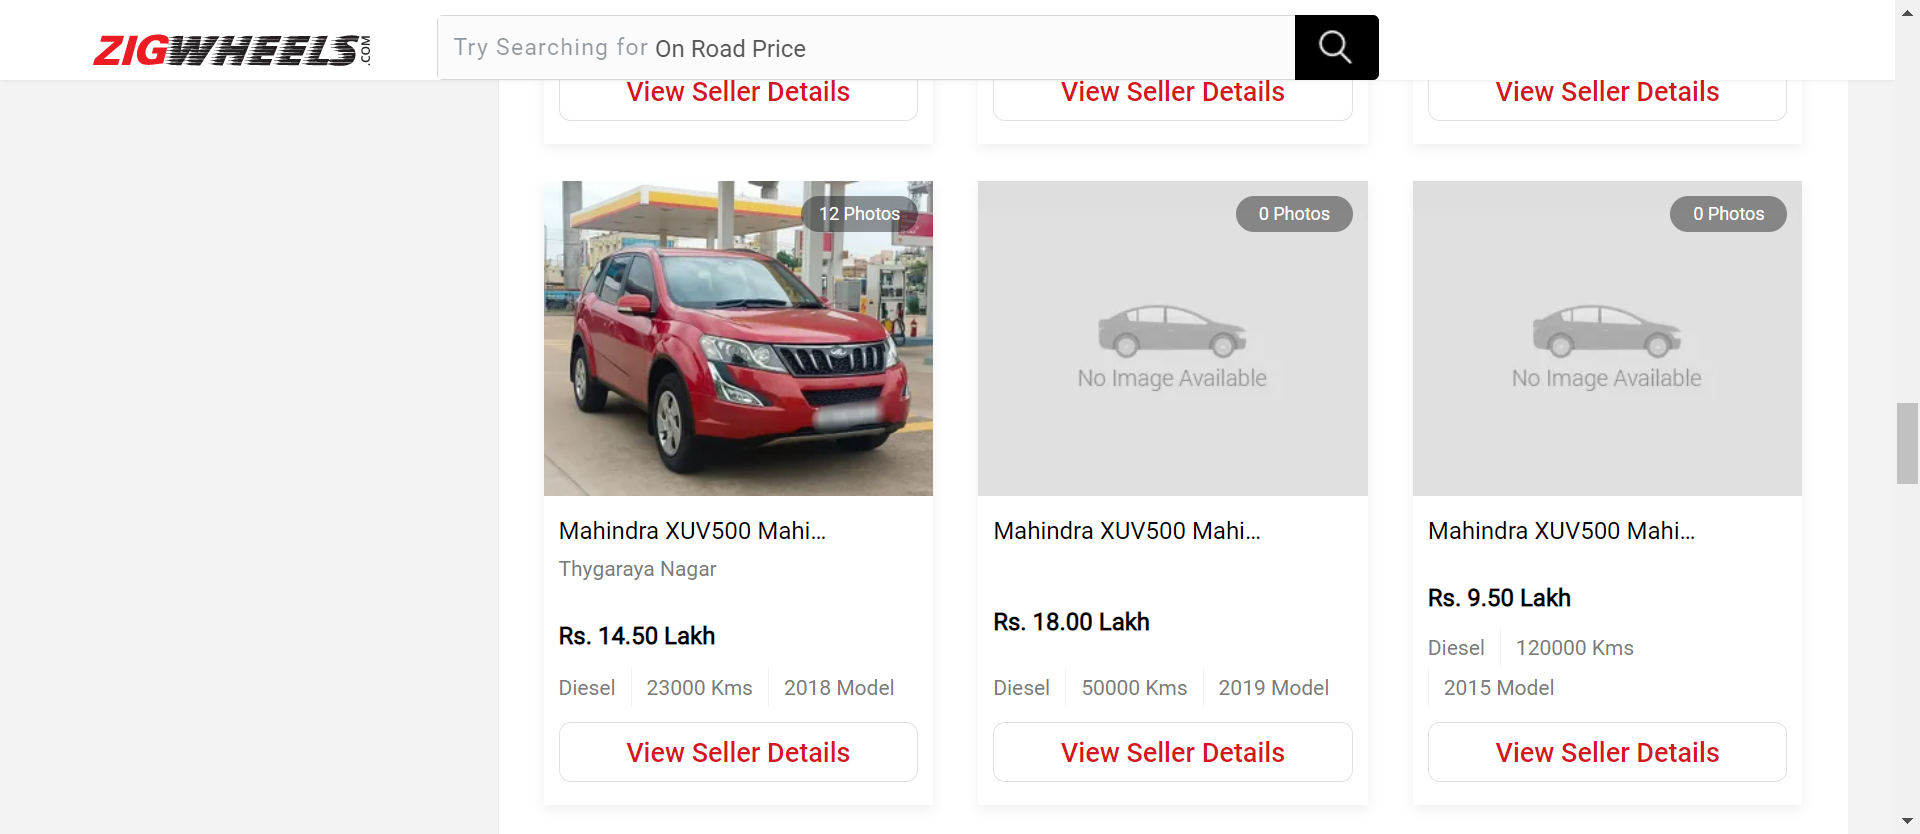 ZIGWHEELS.COM
Try Searching for On Road Price
View Seller Details
View Seller Details
View Seller Details
12 Photos
0 Photos
No Image Available
0 Photos
No Image Available
Mahindra XUV500 Mahi...
Thygaraya Nagar
Rs. 14.50 Lakh
Diesel 23000 Kms 2018 Model
View Seller Details
Mahindra XUV500 Mahi...
Rs. 18.00 Lakh
Diesel 50000 Kms 2019 Model
View Seller Details
Mahindra XUV500 Mahi...
Rs. 9.50 Lakh
Diesel 120000 Kms
2015 Model
View Seller Details